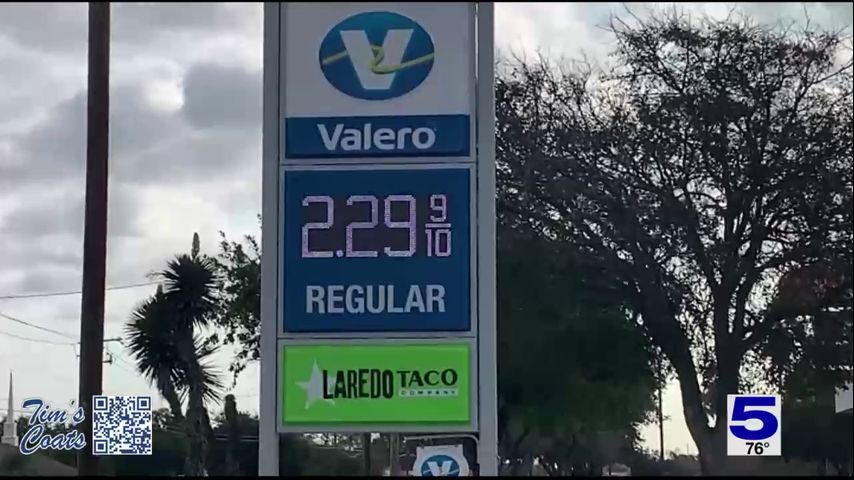 V
Valero
2.29 9/10
REGULAR
LAREDO TACO
COMPANY
V
Tim's
Coats
5
76°